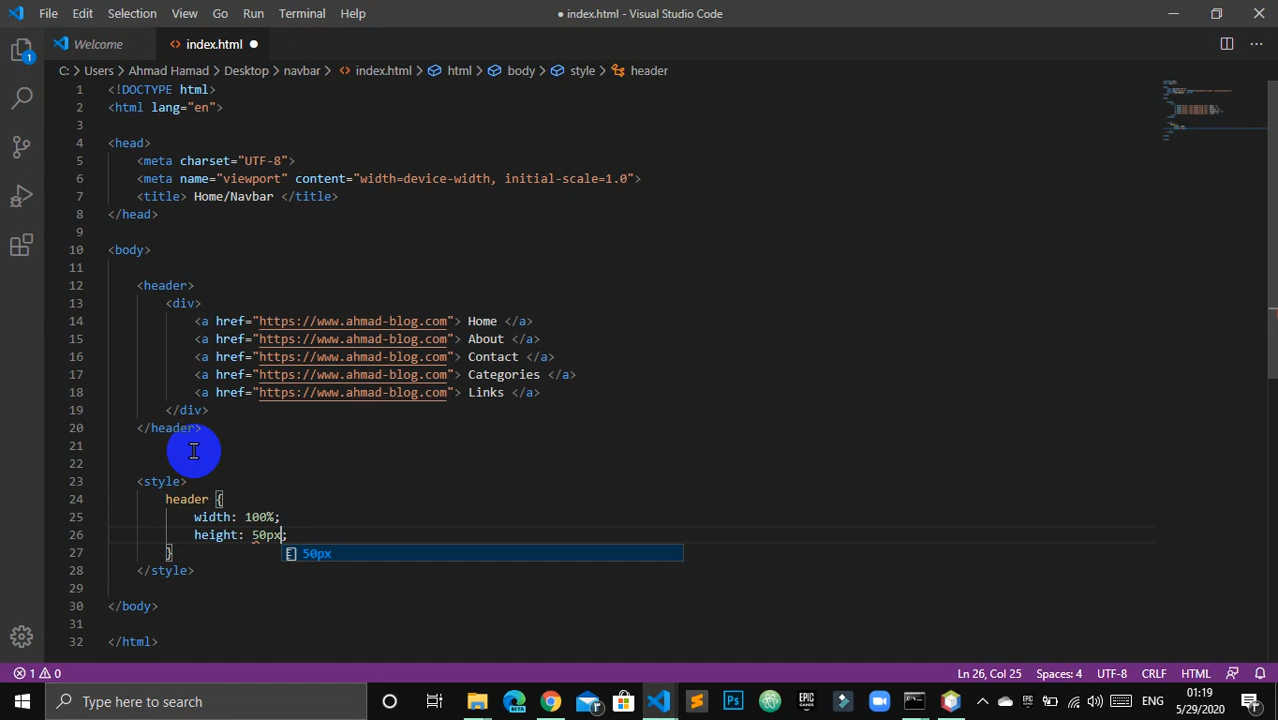 File Edit Selection View Go Run Terminal Help ● index.html - Visual Studio Code
Welcome <> index.html ●
C: > Users > Ahmad Hamad > Desktop > navbar > <> index.html > html > body > style > header
1 <!DOCTYPE html>
2 <html lang="en">
3
4 <head>
5 <meta charset="UTF-8">
6 <meta name="viewport" content="width=device-width, initial-scale=1.0">
7 <title> Home/Navbar </title>
8 </head>
9
10 <body>
11
12 <header>
13 <div>
14 <a href="https://www.ahmad-blog.com"> Home </a>
15 <a href="https://www.ahmad-blog.com"> About </a>
16 <a href="https://www.ahmad-blog.com"> Contact </a>
17 <a href="https://www.ahmad-blog.com"> Categories </a>
18 <a href="https://www.ahmad-blog.com"> Links </a>
19 </div>
20 </header>
21
22
23 <style>
24 header {
25 width: 100%;
26 height: 50px;
50px
27 }
28 </style>
29
30 </body>
31
32 </html>
1 0 Ln 26, Col 25 Spaces: 4 UTF-8 CRLF HTML
Type here to search ENG 01:19
5/29/2020